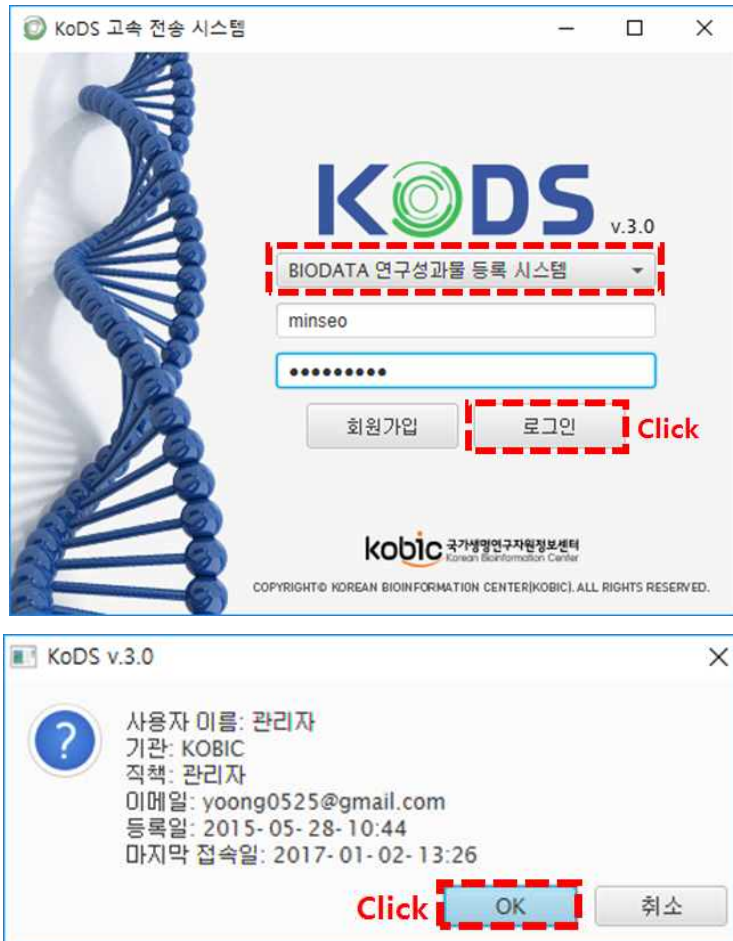 KoDS 고속 전송 시스템
KODS v.3.0
BIODATA 연구성과물 등록 시스템
minseo
●●●●●●●●●
회원가입 로그인 Click
kobic 국가생명연구자원정보센터
Korean Bioinformation Center
COPYRIGHT© KOREAN BIOINFORMATION CENTER(KOBIC). ALL RIGHTS RESERVED.
KoDS v.3.0
사용자 이름: 관리자
기관: KOBIC
직책: 관리자
이메일: yoong0525@gmail.com
등록일: 2015-05-28-10:44
마지막 접속일: 2017-01-02-13:26
Click OK 취소